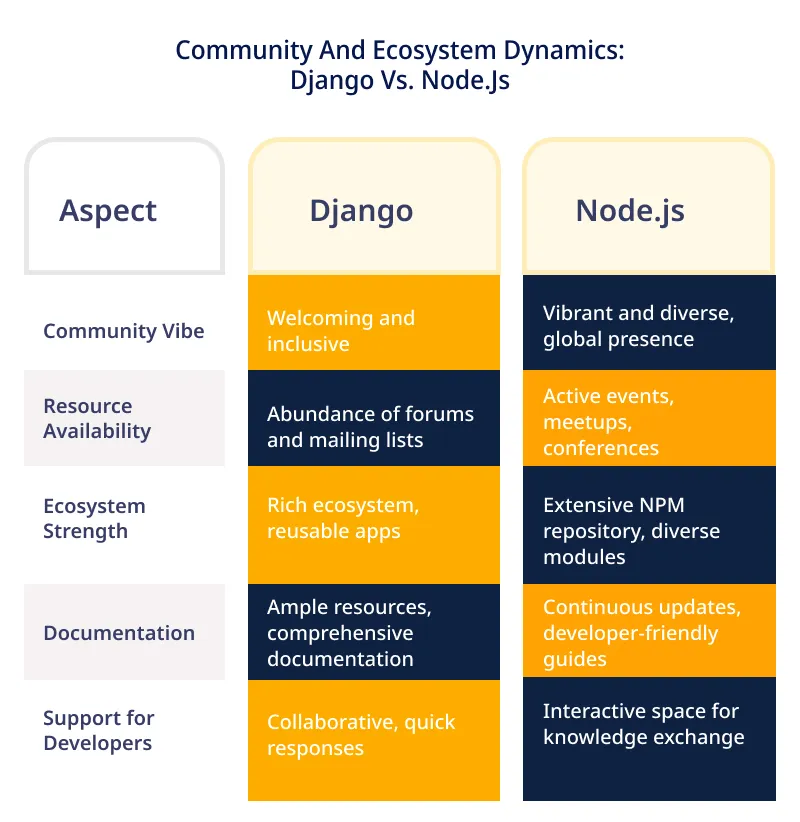 Community And Ecosystem Dynamics:
Django Vs. Node.Js
Aspect
Django
Node.js
Community Vibe
Welcoming and
inclusive
Vibrant and diverse,
global presence
Resource
Availability
Abundance of forums
and mailing lists
Active events,
meetups,
conferences
Ecosystem
Strength
Rich ecosystem,
reusable apps
Extensive NPM
repository, diverse
modules
Documentation
Ample resources,
comprehensive
documentation
Continuous updates,
developer-friendly
guides
Support for
Developers
Collaborative, quick
responses
Interactive space for
knowledge exchange